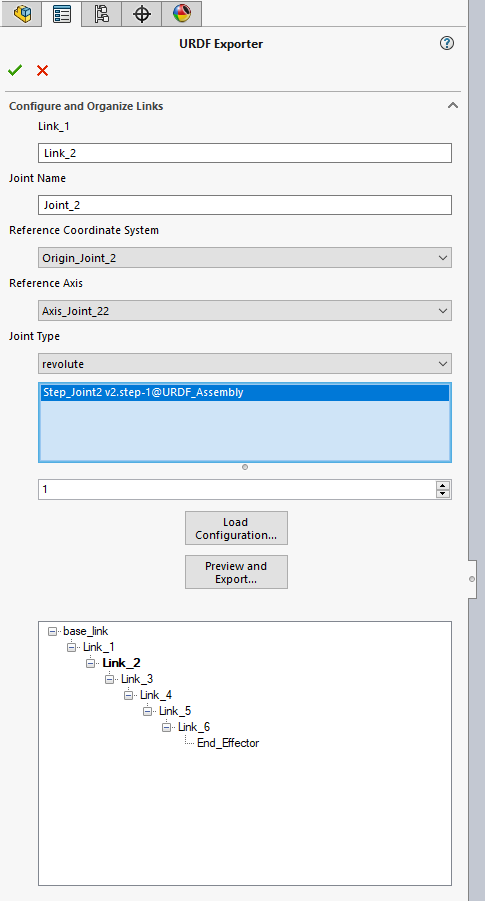 URDF Exporter
Configure and Organize Links
Link_1
Link_2
Joint Name
Joint_2
Reference Coordinate System
Origin_Joint_2
Reference Axis
Axis_Joint_22
Joint Type
revolute
Step_Joint2 v2.step-1@URDF_Assembly
1
Load
Configuration...
Preview and
Export...
base_link
Link_1
Link_2
Link_3
Link_4
Link_5
Link_6
End_Effector